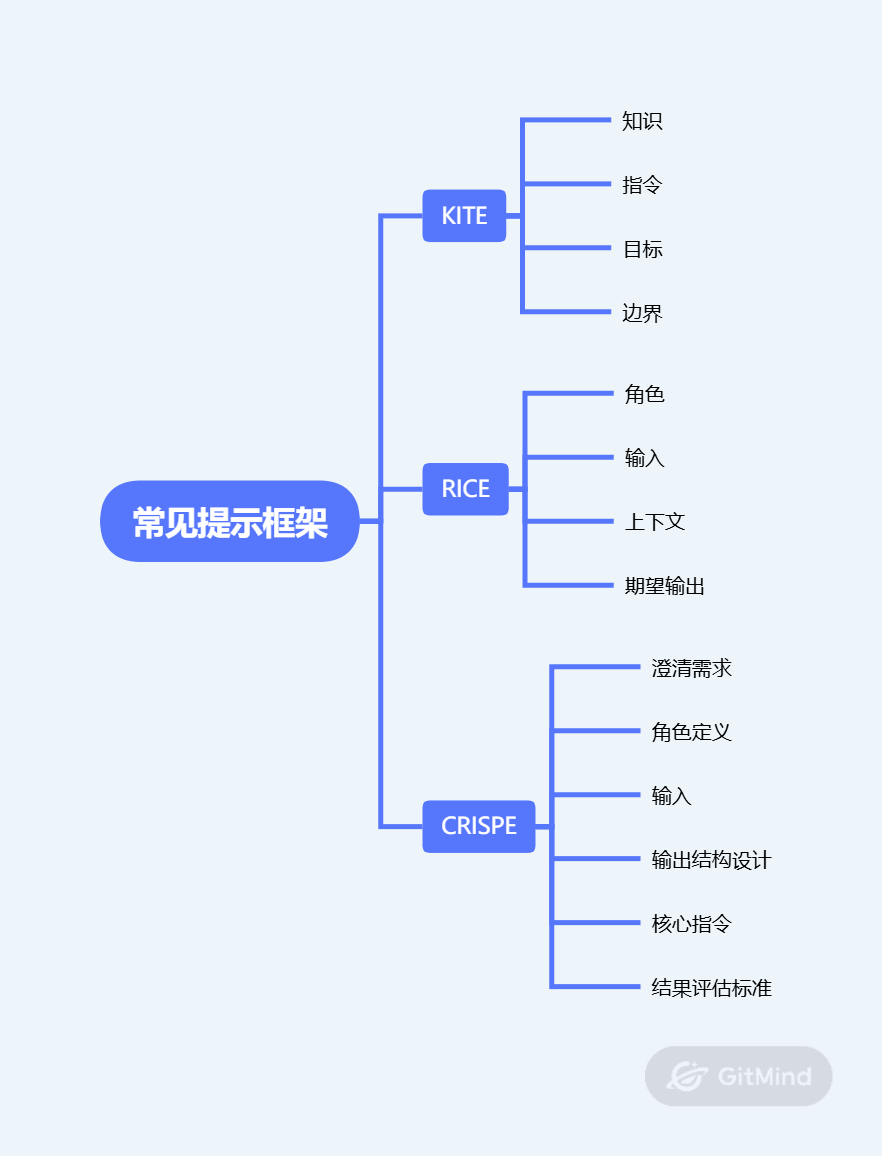 常见提示框架
KITE
知识
指令
目标
边界
RICE
角色
输入
上下文
期望输出
CRISPE
澄清需求
角色定义
输入
输出结构设计
核心指令
结果评估标准
GitMind